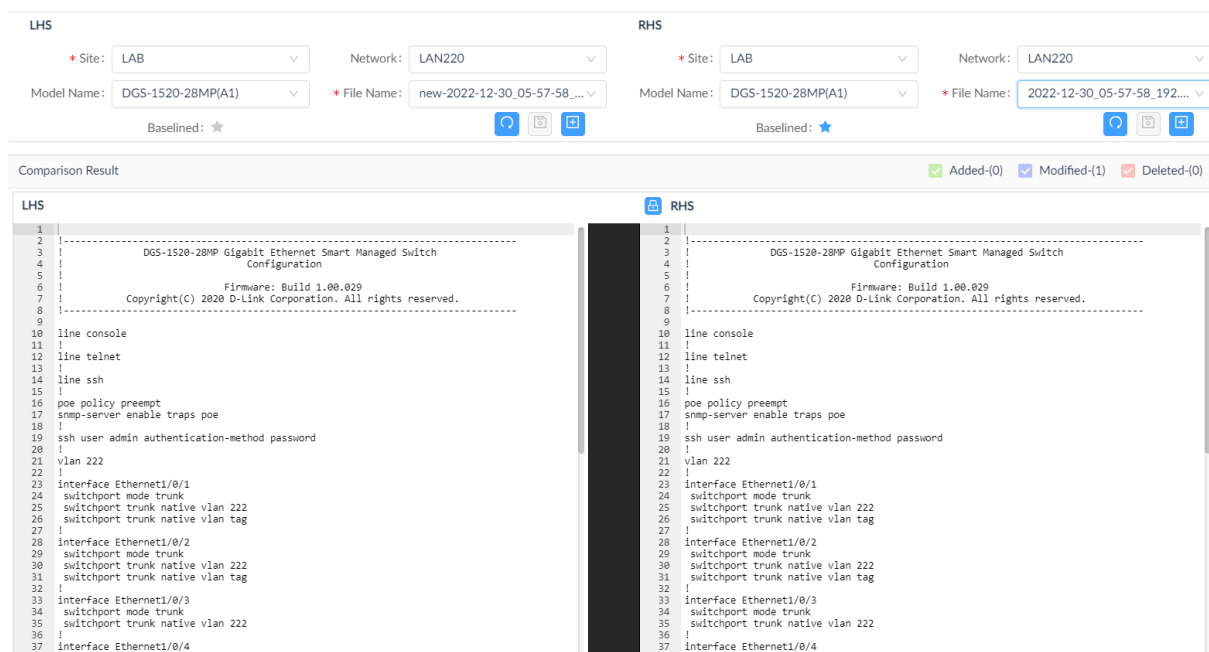 LHS
RHS
* Site: LAB
Network: LAN220
* Site: LAB
Network: LAN220
Model Name: DGS-1520-28MP(A1)
* File Name: new-2022-12-30_05-57-58_...
Model Name: DGS-1520-28MP(A1)
* File Name: 2022-12-30_05-57-58_192....
Baselined:
Baselined:
Comparison Result
Added-(0)
Modified-(1)
Deleted-(0)
LHS
1
2 !-------------------------------------------------------------------------------
3 ! DGS-1520-28MP Gigabit Ethernet Smart Managed Switch
4 ! Configuration
5 !
6 ! Firmware: Build 1.00.029
7 ! Copyright(C) 2020 D-Link Corporation. All rights reserved.
8 !-------------------------------------------------------------------------------
9
10 line console
11 !
12 line telnet
13 !
14 line ssh
15 !
16 poe policy preempt
17 snmp-server enable traps poe
18 !
19 ssh user admin authentication-method password
20 !
21 vlan 222
22 !
23 interface Ethernet1/0/1
24 switchport mode trunk
25 switchport trunk native vlan 222
26 switchport trunk native vlan tag
27 !
28 interface Ethernet1/0/2
29 switchport mode trunk
30 switchport trunk native vlan 222
31 switchport trunk native vlan tag
32 !
33 interface Ethernet1/0/3
34 switchport mode trunk
35 switchport trunk native vlan 222
36 !
37 interface Ethernet1/0/4
RHS
1
2 !-------------------------------------------------------------------------------
3 ! DGS-1520-28MP Gigabit Ethernet Smart Managed Switch
4 ! Configuration
5 !
6 ! Firmware: Build 1.00.029
7 ! Copyright(C) 2020 D-Link Corporation. All rights reserved.
8 !-------------------------------------------------------------------------------
9
10 line console
11 !
12 line telnet
13 !
14 line ssh
15 !
16 poe policy preempt
17 snmp-server enable traps poe
18 !
19 ssh user admin authentication-method password
20 !
21 vlan 222
22 !
23 interface Ethernet1/0/1
24 switchport mode trunk
25 switchport trunk native vlan 222
26 switchport trunk native vlan tag
27 !
28 interface Ethernet1/0/2
29 switchport mode trunk
30 switchport trunk native vlan 222
31 switchport trunk native vlan tag
32 !
33 interface Ethernet1/0/3
34 switchport mode trunk
35 switchport trunk native vlan 222
36 !
37 interface Ethernet1/0/4